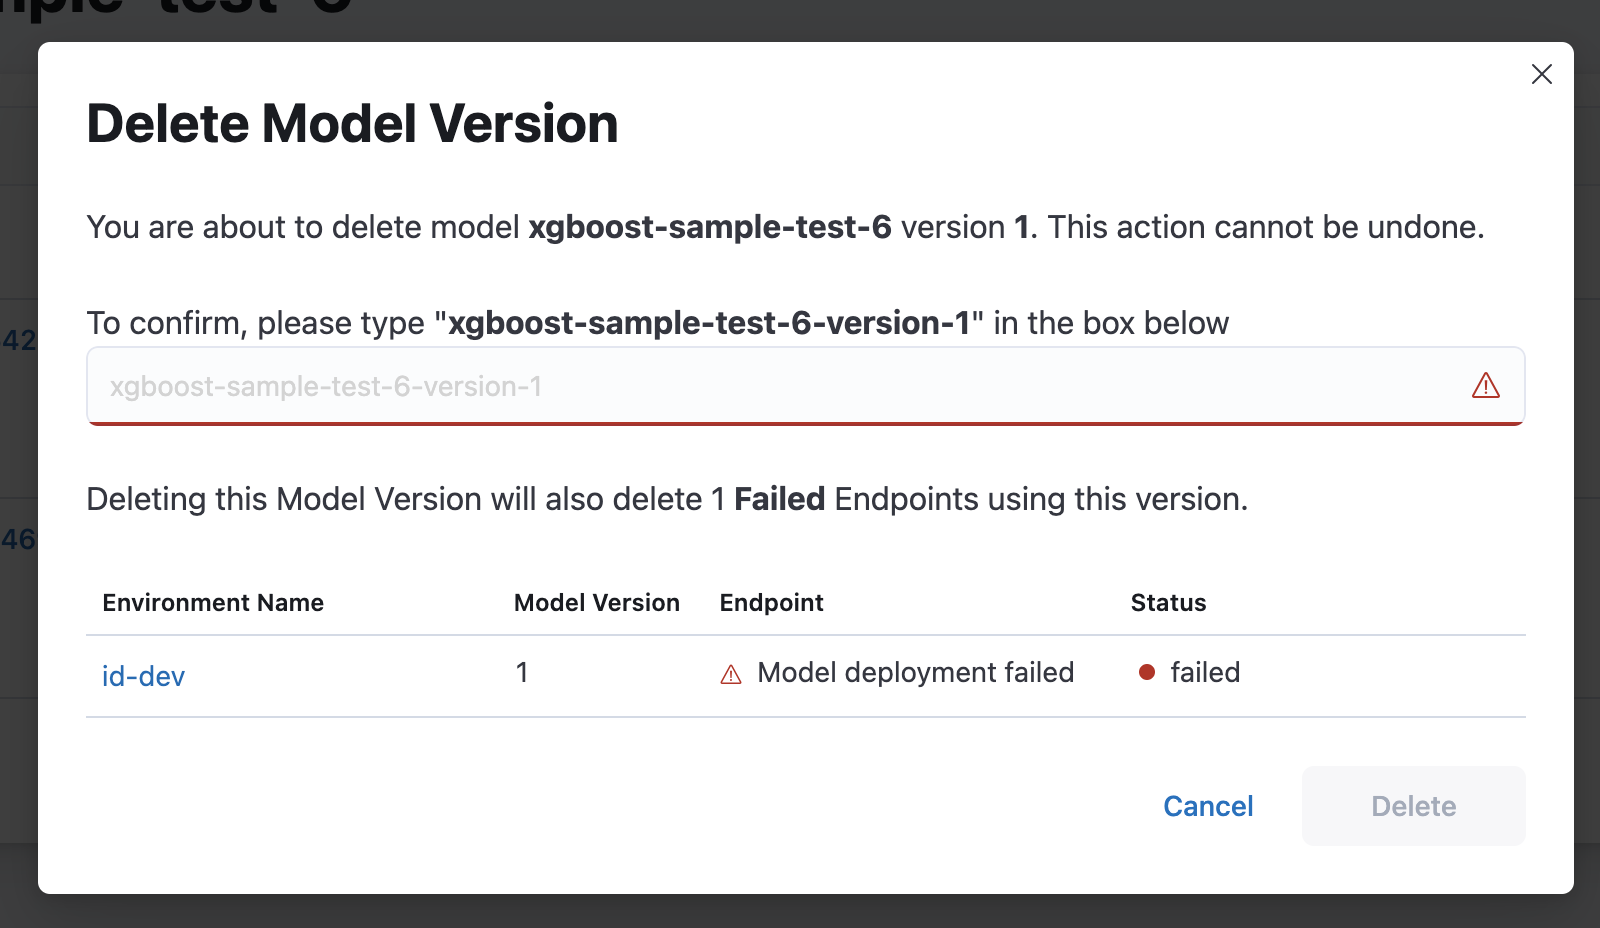 Delete Model Version
You are about to delete model xgboost-sample-test-6 version 1. This action cannot be undone.
To confirm, please type "xgboost-sample-test-6-version-1" in the box below
xgboost-sample-test-6-version-1
Deleting this Model Version will also delete 1 Failed Endpoints using this version.
Environment Name Model Version Endpoint Status
id-dev 1 Model deployment failed failed
Cancel Delete
42
46